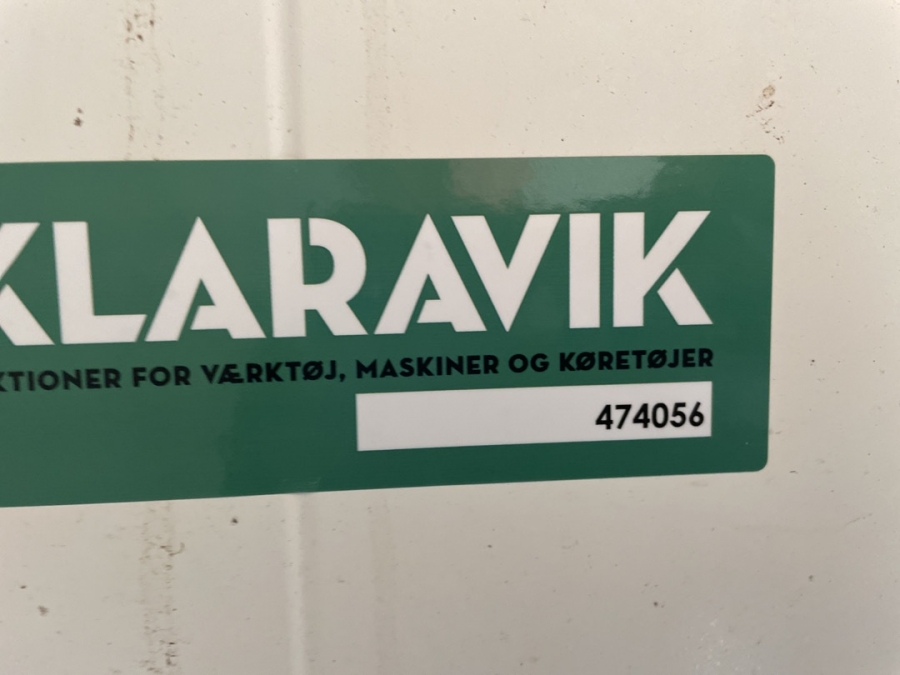 KLARAVIK
KTIONER FOR VÆRKTØJ, MASKINER OG KØRETØJER
474056